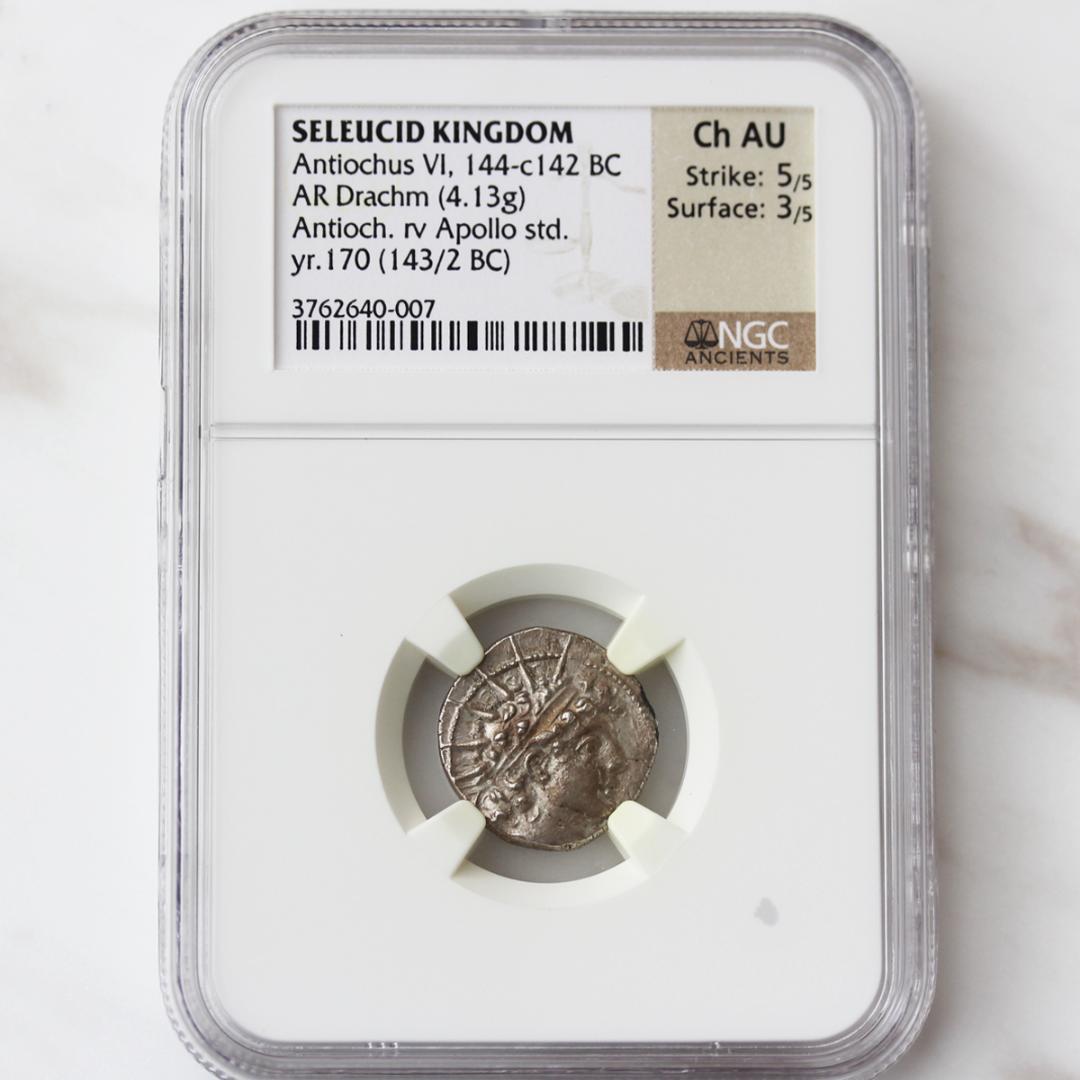 SELEUCID KINGDOM
Antiochus VI, 144-c142 BC
AR Drachm (4.13g)
Antioch. rv Apollo std.
yr.170 (143/2 BC)
3762640-007
Ch AU
Strike: 5/5
Surface: 3/5
NGC
ANCIENTS